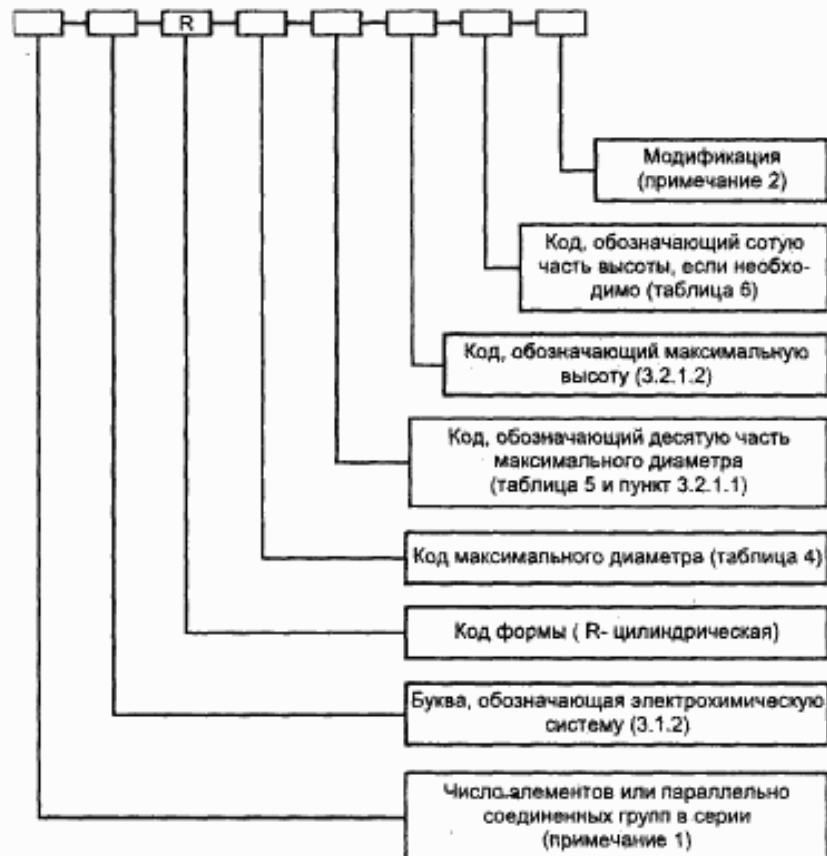 R
Модификация
(примечание 2)
Код, обозначающий сотую
часть высоты, если необхо-
димо (таблица 6)
Код, обозначающий максимальную
высоту (3.2.1.2)
Код, обозначающий десятую часть
максимального диаметра
(таблица 5 и пункт 3.2.1.1)
Код максимального диаметра (таблица 4)
Код формы ( R- цилиндрическая)
Буква, обозначающая электрохимическую
систему (3.1.2)
Число элементов или параллельно
соединенных групп в серии
(примечание 1)